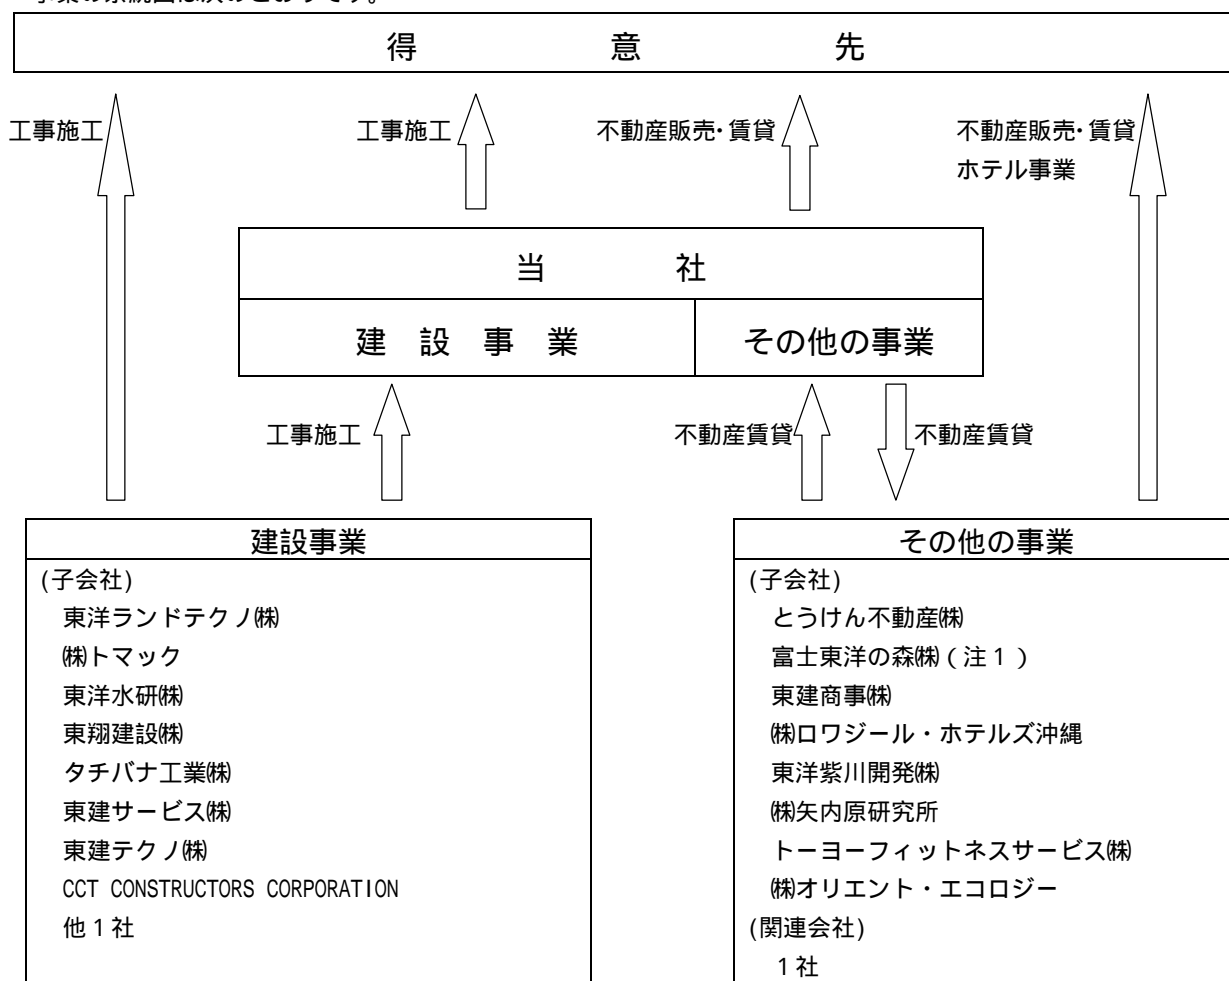 事業の系統図は次のとおりです。
得 意 先
工事施工
工事施工
不動産販売・賃貸
不動産販売・賃貸
ホテル事業
当 社
建 設 事 業
その他の事業
工事施工
不動産賃貸
不動産賃貸
建設事業
(子会社)
東洋ランドテクノ㈱
㈱トマック
東洋水研㈱
東翔建設㈱
タチバナ工業㈱
東建サービス㈱
東建テクノ㈱
CCT CONSTRUCTORS CORPORATION
他1社
その他の事業
(子会社)
とうけん不動産㈱
富士東洋の森㈱(注1)
東建商事㈱
㈱ロワジール・ホテルズ沖縄
東洋紫川開発㈱
㈱矢内原研究所
トーヨーフィットネスサービス㈱
㈱オリエント・エコロジー
(関連会社)
1社